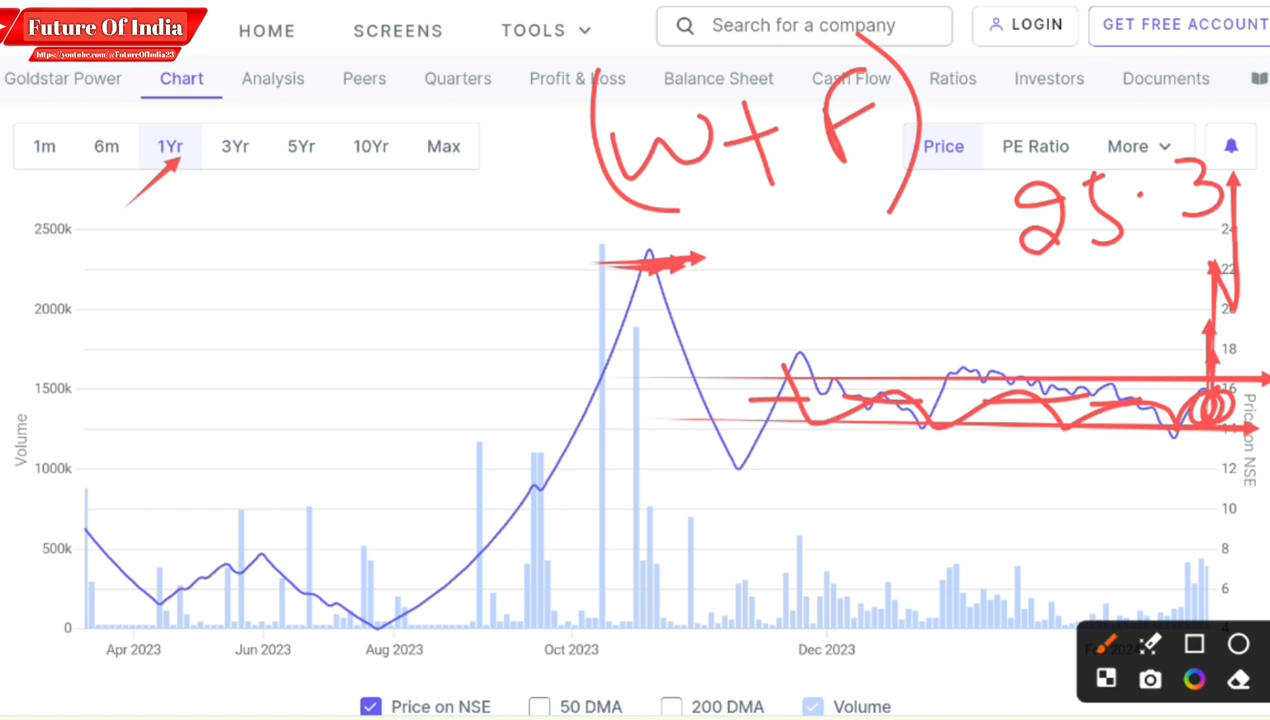 Future Of India
https://youtube.com/@FutureOfIndia23
HOME SCREENS TOOLS Search for a company LOGIN GET FREE ACCOUNT
Goldstar Power Chart Analysis Peers Quarters Profit & Loss Balance Sheet Cash Flow Ratios Investors Documents
1m 6m 1Yr 3Yr 5Yr 10Yr Max Price PE Ratio More
(W+F)
25.3
2500k 24
22
2000k 20
18
1500k 16
14
1000k 12
10
500k 8
6
0 4
Volume
Price on NSE
Apr 2023 Jun 2023 Aug 2023 Oct 2023 Dec 2023 Feb 2024
Price on NSE 50 DMA 200 DMA Volume